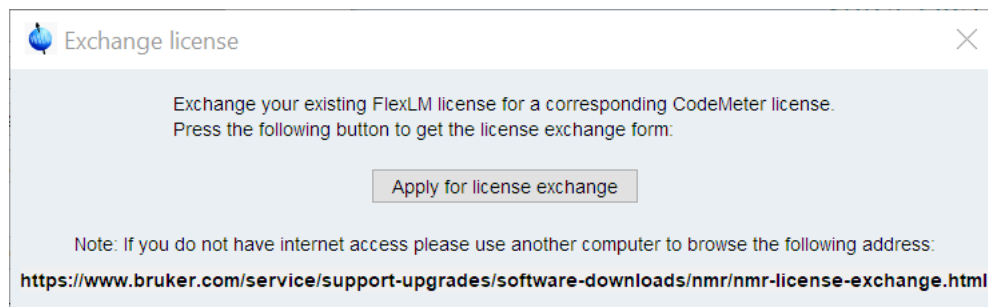 Exchange license
Exchange your existing FlexLM license for a corresponding CodeMeter license.
Press the following button to get the license exchange form:
Apply for license exchange
Note: If you do not have internet access please use another computer to browse the following address:
https://www.bruker.com/service/support-upgrades/software-downloads/nmr/nmr-license-exchange.html